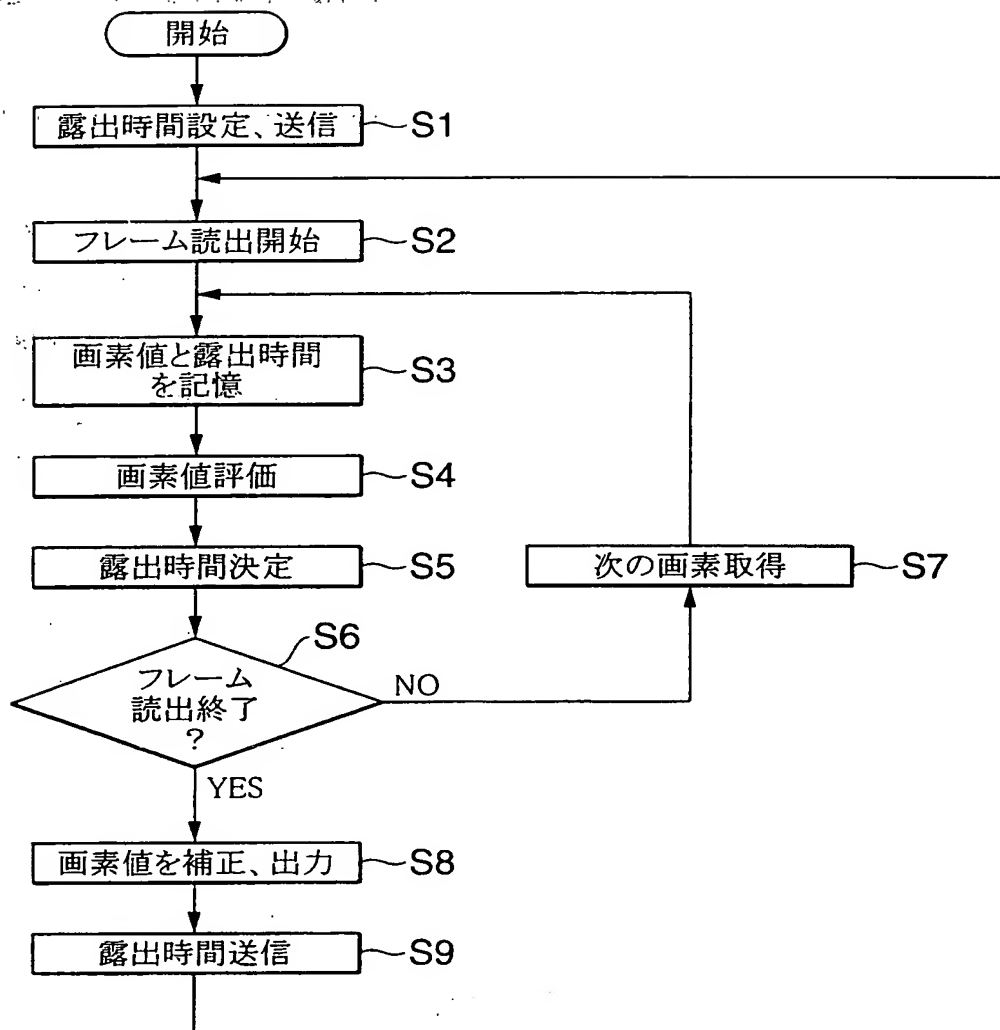 開始
露出時間設定、送信 S1
フレーム読出開始 S2
画素値と露出時間
を記憶 S3
画素値評価 S4
露出時間決定 S5
次の画素取得 S7
S6
フレーム
読出終了
?
NO
YES
画素値を補正、出力 S8
露出時間送信 S9